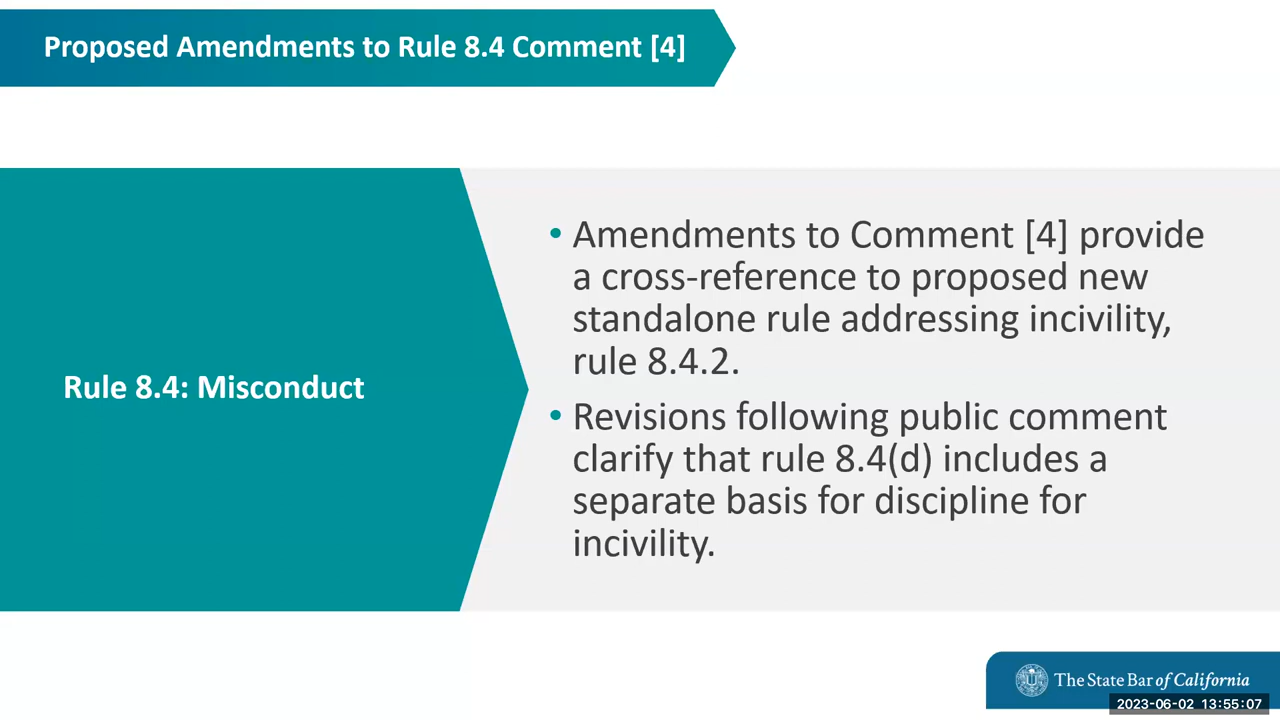 Proposed Amendments to Rule 8.4 Comment [4]
Rule 8.4: Misconduct
• Amendments to Comment [4] provide
a cross-reference to proposed new
standalone rule addressing incivility,
rule 8.4.2.
• Revisions following public comment
clarify that rule 8.4(d) includes a
separate basis for discipline for
incivility.
The State Bar of California
2023-06-02 13:55:07